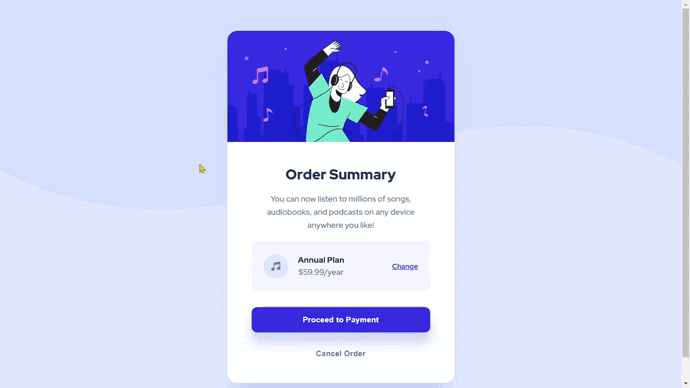 Order Summary
You can now listen to millions of songs,
audiobooks, and podcasts on any device
anywhere you like!
Annual Plan
$59.99/year
Change
Proceed to Payment
Cancel Order